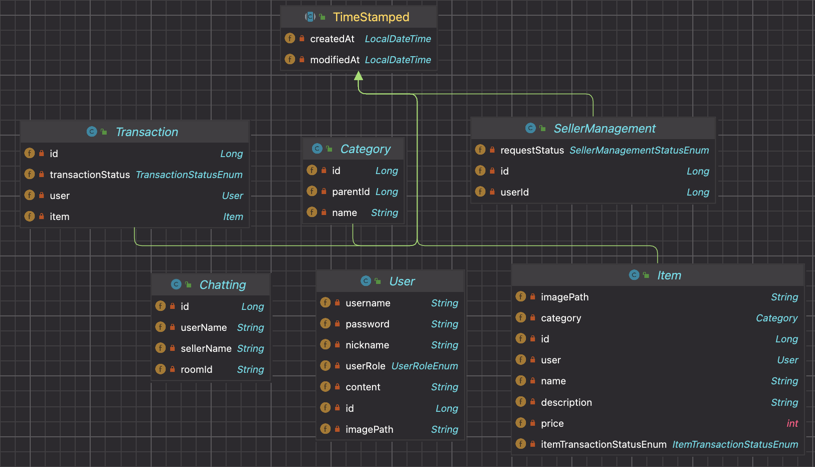 TimeStamped
createdAt LocalDateTime
modifiedAt LocalDateTime
Transaction
id Long
transactionStatus TransactionStatusEnum
user User
item Item
Category
id Long
parentId Long
name String
SellerManagement
requestStatus SellerManagementStatusEnum
id Long
userId Long
Chatting
id Long
userName String
sellerName String
roomId String
User
username String
password String
nickname String
userRole UserRoleEnum
content String
id Long
imagePath String
Item
imagePath String
category Category
id Long
user User
name String
description String
price int
itemTransactionStatusEnum ItemTransactionStatusEnum